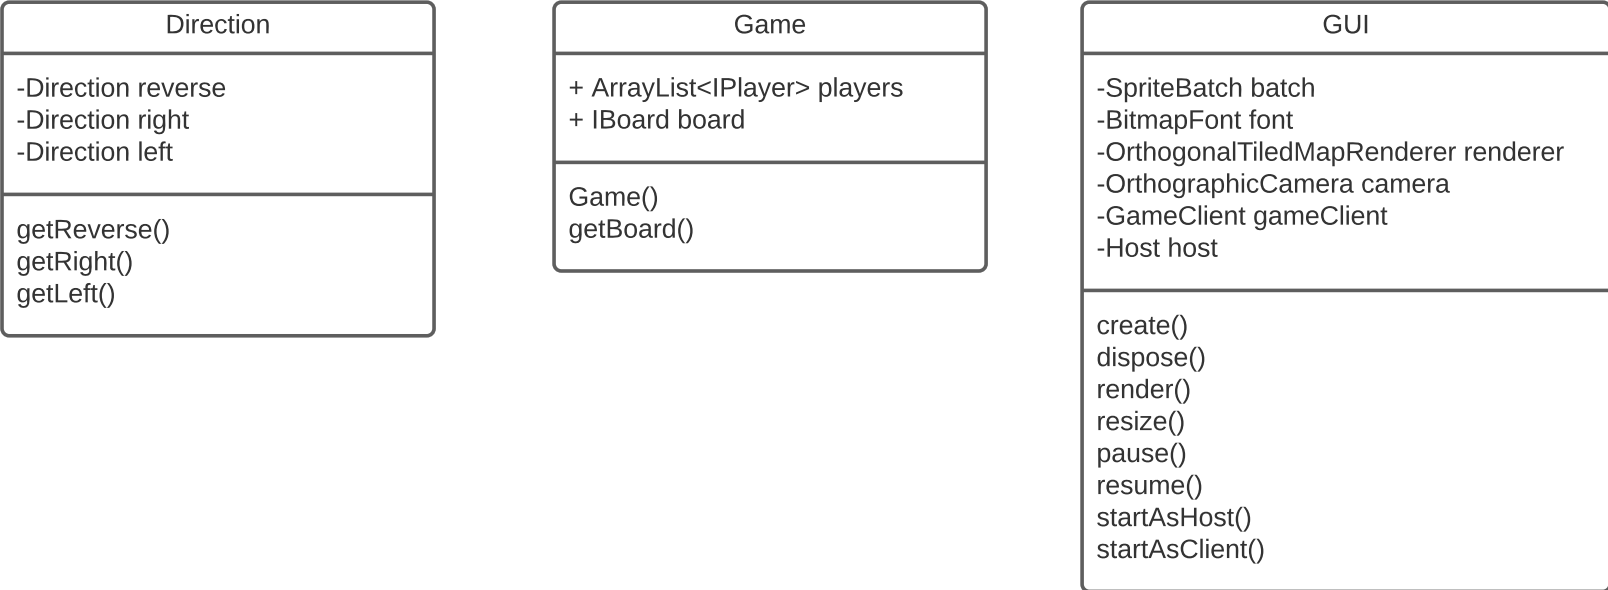 Direction
-Direction reverse
-Direction right
-Direction left
getReverse()
getRight()
getLeft()
Game
+ ArrayList<IPlayer> players
+ IBoard board
Game()
getBoard()
GUI
-SpriteBatch batch
-BitmapFont font
-OrthogonalTiledMapRenderer renderer
-OrthographicCamera camera
-GameClient gameClient
-Host host
create()
dispose()
render()
resize()
pause()
resume()
startAsHost()
startAsClient()